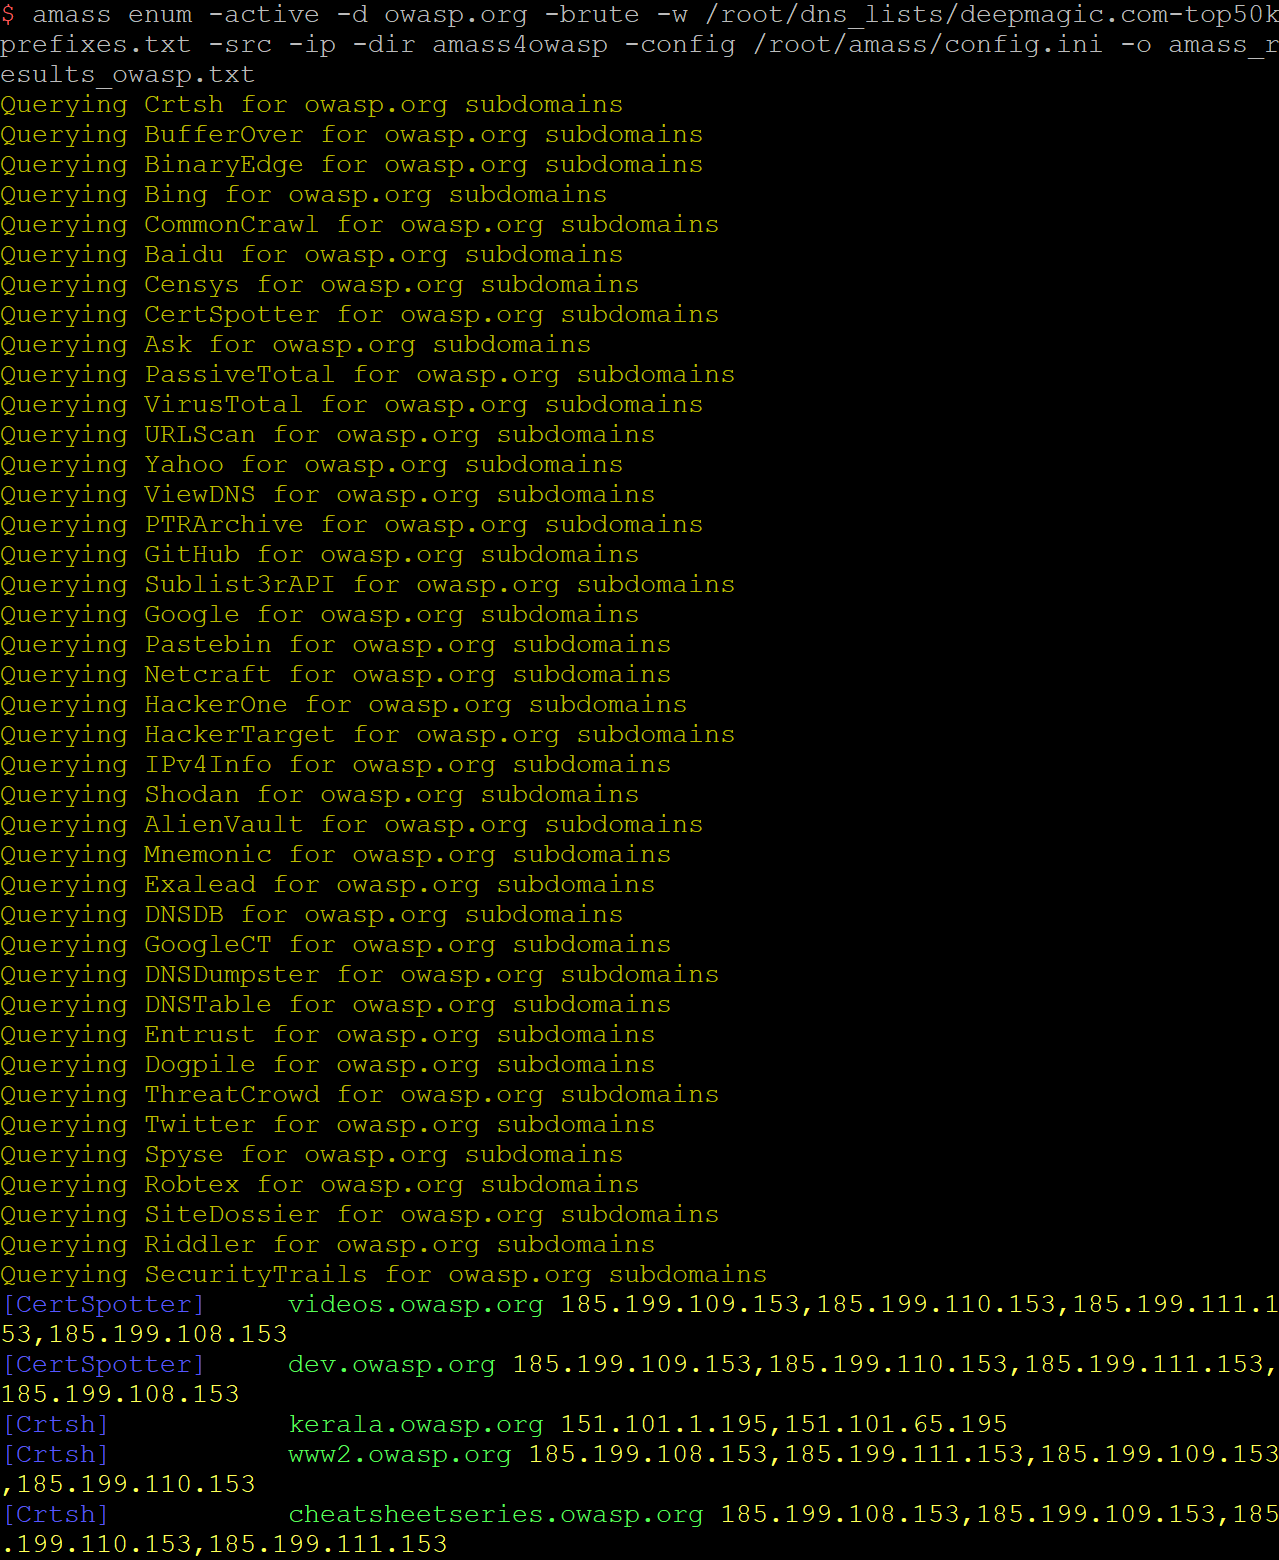 $ amass enum -active -d owasp.org -brute -w /root/dns_lists/deepmagic.com-top50k
prefixes.txt -src -ip -dir amass4owasp -config /root/amass/config.ini -o amass_r
esults_owasp.txt
Querying Crtsh for owasp.org subdomains
Querying BufferOver for owasp.org subdomains
Querying BinaryEdge for owasp.org subdomains
Querying Bing for owasp.org subdomains
Querying CommonCrawl for owasp.org subdomains
Querying Baidu for owasp.org subdomains
Querying Censys for owasp.org subdomains
Querying CertSpotter for owasp.org subdomains
Querying Ask for owasp.org subdomains
Querying PassiveTotal for owasp.org subdomains
Querying VirusTotal for owasp.org subdomains
Querying URLScan for owasp.org subdomains
Querying Yahoo for owasp.org subdomains
Querying ViewDNS for owasp.org subdomains
Querying PTRArchive for owasp.org subdomains
Querying GitHub for owasp.org subdomains
Querying Sublist3rAPI for owasp.org subdomains
Querying Google for owasp.org subdomains
Querying Pastebin for owasp.org subdomains
Querying Netcraft for owasp.org subdomains
Querying HackerOne for owasp.org subdomains
Querying HackerTarget for owasp.org subdomains
Querying IPv4Info for owasp.org subdomains
Querying Shodan for owasp.org subdomains
Querying AlienVault for owasp.org subdomains
Querying Mnemonic for owasp.org subdomains
Querying Exalead for owasp.org subdomains
Querying DNSDB for owasp.org subdomains
Querying GoogleCT for owasp.org subdomains
Querying DNSDumpster for owasp.org subdomains
Querying DNSTable for owasp.org subdomains
Querying Entrust for owasp.org subdomains
Querying Dogpile for owasp.org subdomains
Querying ThreatCrowd for owasp.org subdomains
Querying Twitter for owasp.org subdomains
Querying Spyse for owasp.org subdomains
Querying Robtex for owasp.org subdomains
Querying SiteDossier for owasp.org subdomains
Querying Riddler for owasp.org subdomains
Querying SecurityTrails for owasp.org subdomains
[CertSpotter]     videos.owasp.org 185.199.109.153,185.199.110.153,185.199.111.1
53,185.199.108.153
[CertSpotter]     dev.owasp.org 185.199.109.153,185.199.110.153,185.199.111.153,
185.199.108.153
[Crtsh]           kerala.owasp.org 151.101.1.195,151.101.65.195
[Crtsh]           www2.owasp.org 185.199.108.153,185.199.111.153,185.199.109.153
,185.199.110.153
[Crtsh]           cheatsheetseries.owasp.org 185.199.108.153,185.199.109.153,185
.199.110.153,185.199.111.153